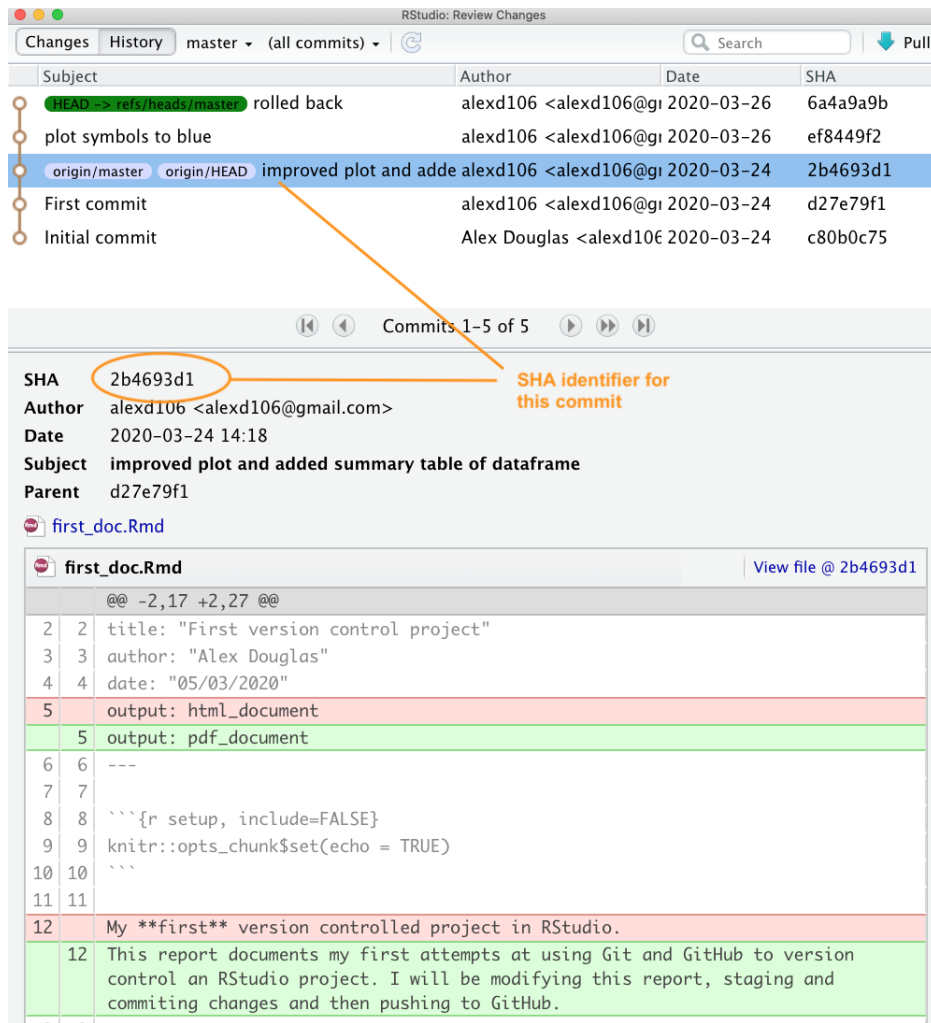 RStudio: Review Changes
Changes History master (all commits) Search Pull
Subject Author Date SHA
HEAD -> refs/heads/master rolled back alexd106 <alexd106@g 2020-03-26 6a4a9a9b
plot symbols to blue alexd106 <alexd106@g 2020-03-26 ef8449f2
origin/master origin/HEAD improved plot and adde alexd106 <alexd106@g 2020-03-24 2b4693d1
First commit alexd106 <alexd106@g 2020-03-24 d27e79f1
Initial commit Alex Douglas <alexd106 2020-03-24 c80b0c75
Commits 1-5 of 5
SHA 2b4693d1
SHA identifier for
this commit
Author alexd106 <alexd106@gmail.com>
Date 2020-03-24 14:18
Subject improved plot and added summary table of dataframe
Parent d27e79f1
first_doc.Rmd
first_doc.Rmd View file @ 2b4693d1
@@ -2,17 +2,27 @@
2 2 title: "First version control project"
3 3 author: "Alex Douglas"
4 4 date: "05/03/2020"
5 output: html_document
5 output: pdf_document
6 6 ---
7 7
8 8 ```{r setup, include=FALSE}
9 9 knitr::opts_chunk$set(echo = TRUE)
10 10 ```
11 11
12 My **first** version controlled project in RStudio.
12 This report documents my first attempts at using Git and GitHub to version
control an RStudio project. I will be modifying this report, staging and
commiting changes and then pushing to GitHub.